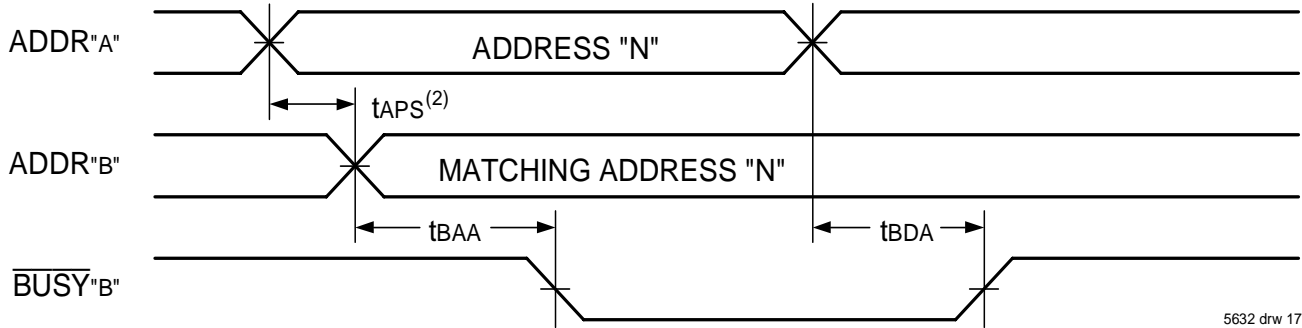 ADDR"A"
ADDRESS "N"
tAPS(2)
ADDR"B"
MATCHING ADDRESS "N"
tBAA
tBDA
BUSY"B"
5632 drw 17